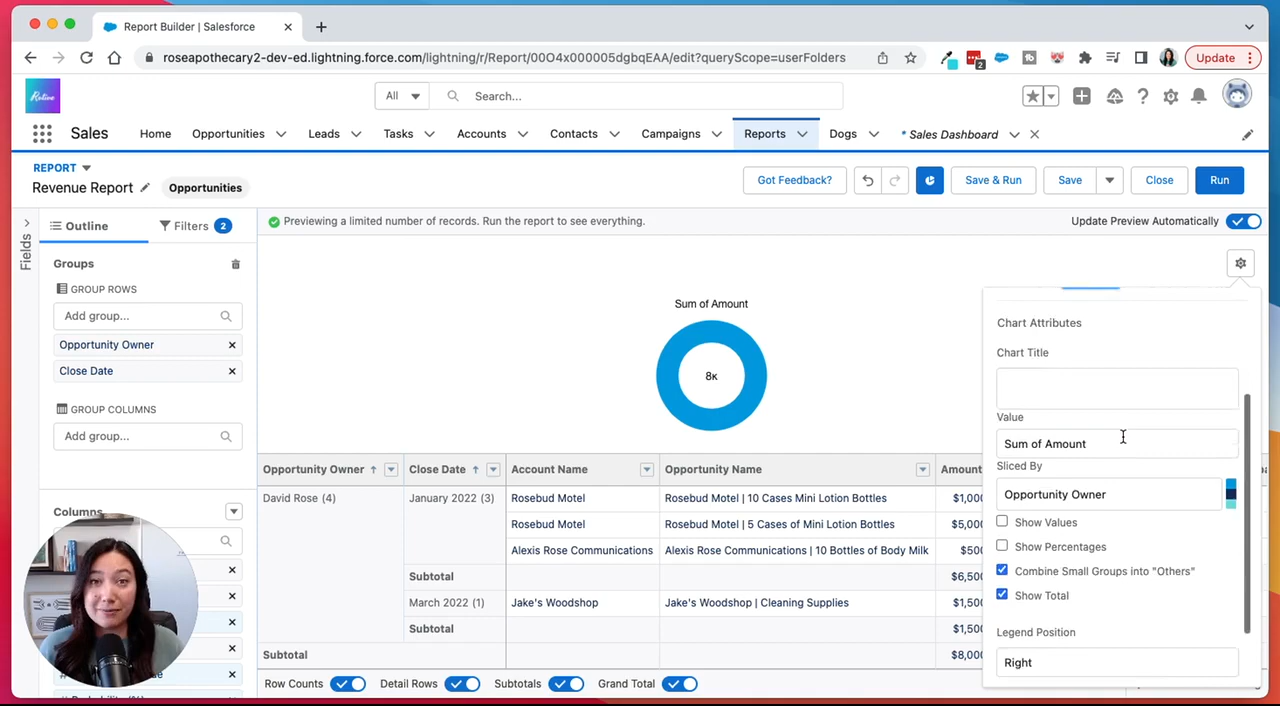 Report Builder | Salesforce
roseapothecary2-dev-ed.lightning.force.com/lightning/r/Report/00O4x000005dgbqEAA/edit?queryScope=userFolders
2
Update
All
Search...
Sales
Home
Opportunities
Leads
Tasks
Accounts
Contacts
Campaigns
Reports
Dogs
* Sales Dashboard
REPORT
Revenue Report
Opportunities
Got Feedback?
Save & Run
Save
Close
Run
Fields
Outline
Filters
2
Previewing a limited number of records. Run the report to see everything.
Update Preview Automatically
Groups
GROUP ROWS
Add group...
Opportunity Owner
Close Date
GROUP COLUMNS
Add group...
Columns
Sum of Amount
8K
Chart Attributes
Chart Title
Value
Sum of Amount
Sliced By
Opportunity Owner
Show Values
Show Percentages
Combine Small Groups into "Others"
Show Total
Legend Position
Right
Opportunity Owner
Close Date
Account Name
Opportunity Name
Amount
David Rose (4)
January 2022 (3)
Rosebud Motel
Rosebud Motel | 10 Cases Mini Lotion Bottles
$1,000
Rosebud Motel
Rosebud Motel | 5 Cases of Mini Lotion Bottles
$5,000
Alexis Rose Communications
Alexis Rose Communications | 10 Bottles of Body Milk
$500
Subtotal
$6,500
March 2022 (1)
Jake's Woodshop
Jake's Woodshop | Cleaning Supplies
$1,500
Subtotal
$1,500
Subtotal
$8,000
Row Counts
Detail Rows
Subtotals
Grand Total